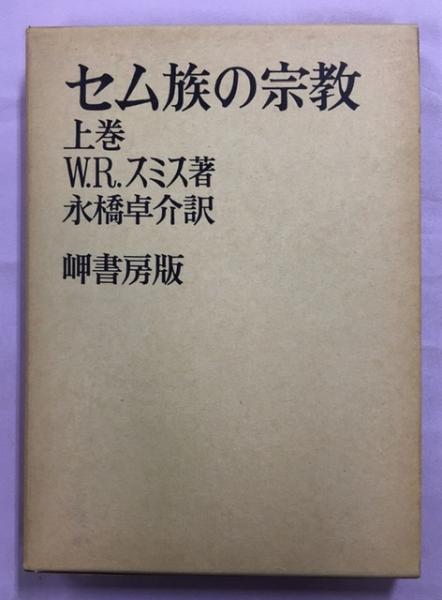 セム族の宗教
上巻
W.R.スミス著
永橋卓介訳
岬書房版